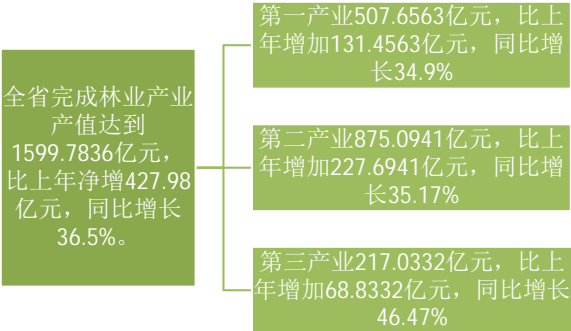 全省完成林业产业
产值达到
1599.7836亿元，
比上年净增427.98
亿元，同比增长
36.5%。
第一产业507.6563亿元，比上
年增加131.4563亿元，同比增
长34.9%
第二产业875.0941亿元，比上
年增加227.6941亿元，同比增
长35.17%
第三产业217.0332亿元，比上
年增加68.8332亿元，同比增长
46.47%